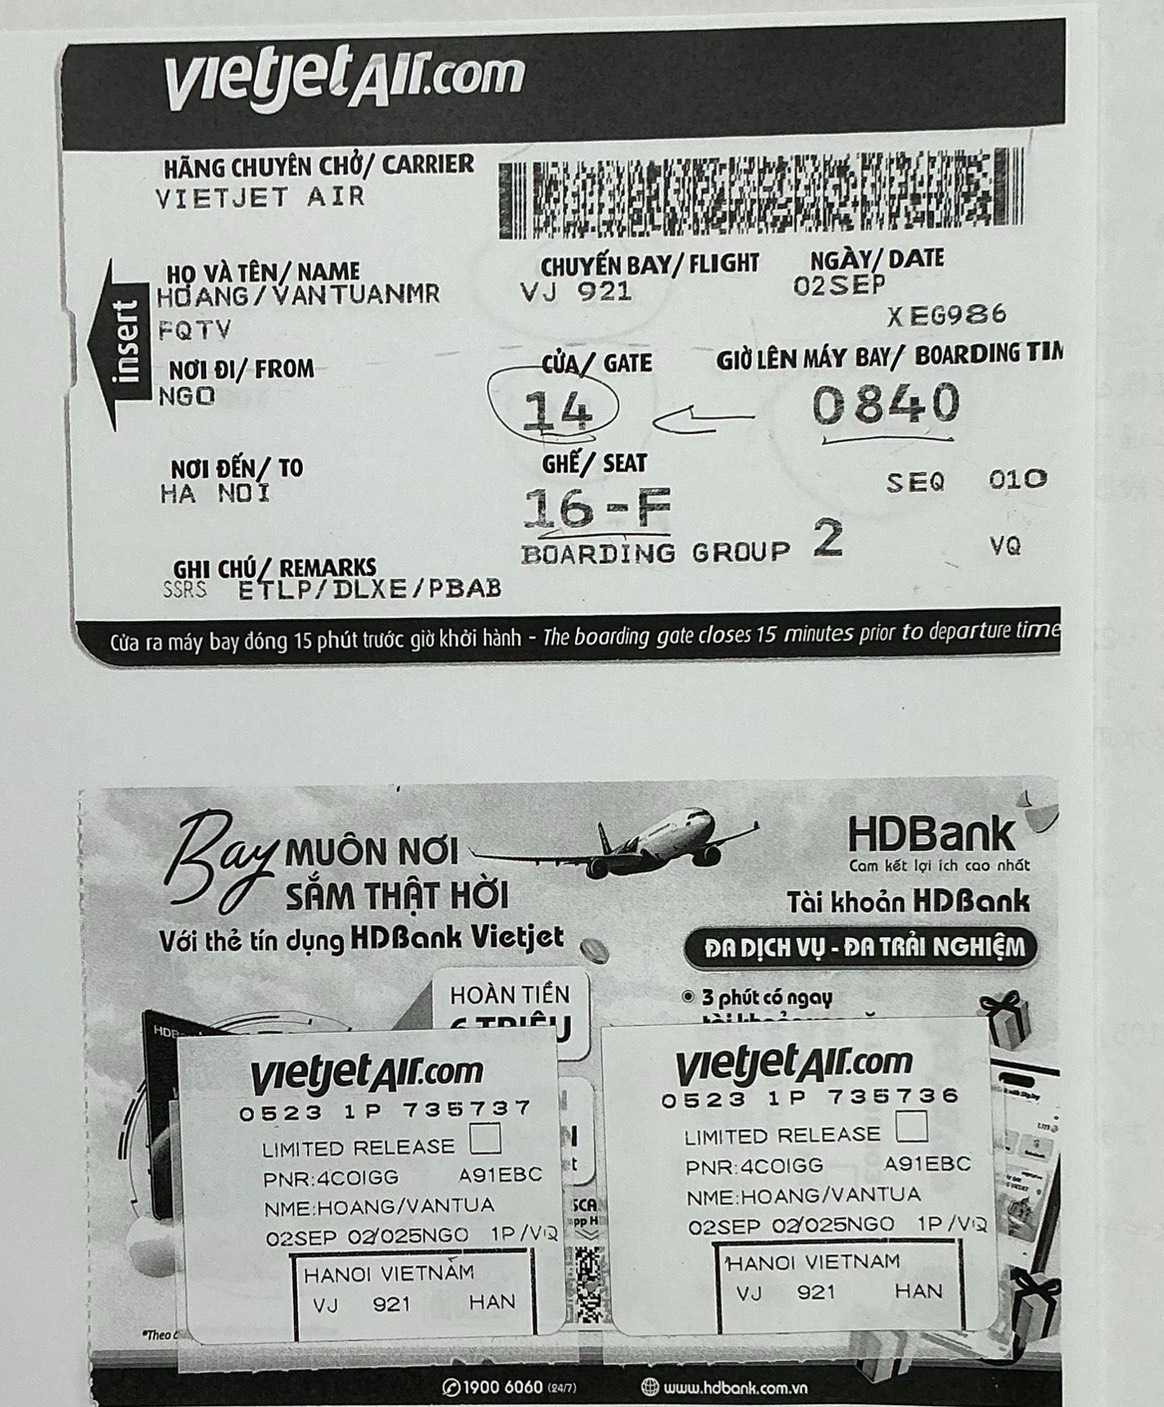 vietjetAir.com
HÃNG CHUYÊN CHỞ/ CARRIER
VIETJET AIR
HỌ VÀ TÊN/ NAME
HOANG/VANTUANMR
FQTV
CHUYẾN BAY/ FLIGHT
VJ 921
NGÀY/ DATE
02SEP
XEG986
insert
NƠI ĐI/ FROM
NGO
CỬA/ GATE
14
GIỜ LÊN MÁY BAY/ BOARDING TIM
0840
NƠI ĐẾN/ TO
HA NOI
GHẾ/ SEAT
16-F
SEQ 010
BOARDING GROUP 2
VQ
GHI CHÚ/ REMARKS
SSRS ETLP/DLXE/PBAB
Cửa ra máy bay đóng 15 phút trước giờ khởi hành - The boarding gate closes 15 minutes prior to departure time
Bay MUÔN NƠI
SẮM THẬT HỜI
Với thẻ tín dụng HDBank Vietjet
HDBank
Cam kết lợi ích cao nhất
Tài khoản HDBank
ĐA DỊCH VỤ - ĐA TRẢI NGHIỆM
HOÀN TIỀN
6 TRIỆU
3 phút có ngay
vietjetAir.com
0523 1P 735737
LIMITED RELEASE
PNR:4COIGG A91EBC
NME:HOANG/VANTUA
02SEP 02/025NGO 1P/VQ
HANOI VIETNAM
VJ 921 HAN
vietjetAir.com
0523 1P 735736
LIMITED RELEASE
PNR:4COIGG A91EBC
NME:HOANG/VANTUA
02SEP 02/025NGO 1P/VQ
HANOI VIETNAM
VJ 921 HAN
*Theo
1900 6060 (24/7)
www.hdbank.com.vn